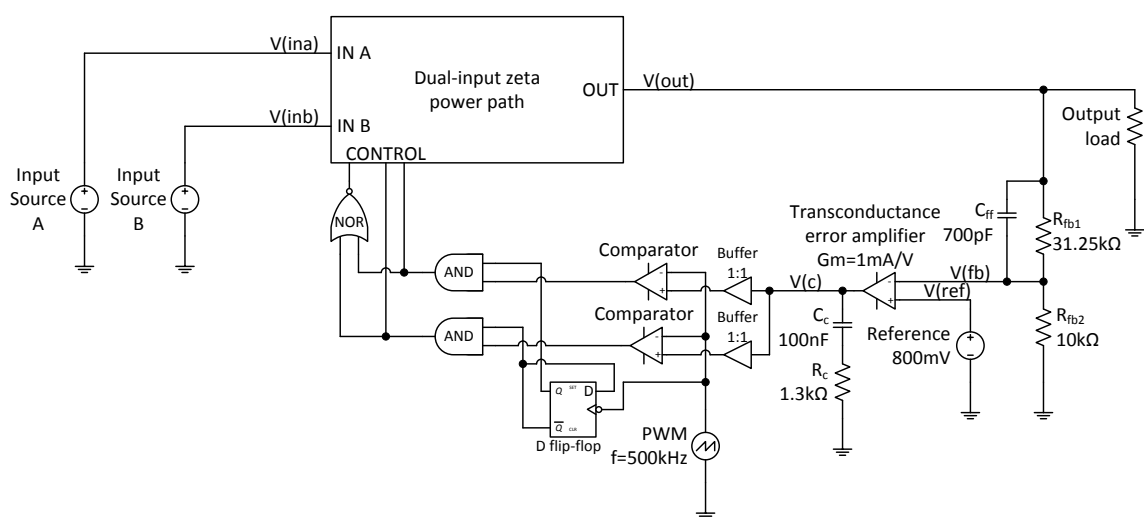 V(ina)
IN A
Dual-input zeta
power path
OUT
V(out)
V(inb)
IN B
CONTROL
Output
load
Input
Source
A
Input
Source
B
NOR
Transconductance
error amplifier
Gm=1mA/V
Cff
700pF
Rfb1
31.25kΩ
Comparator
Buffer
1:1
AND
-
+
V(c)
-
+
V(fb)
V(ref)
Comparator
Buffer
1:1
AND
-
+
Cc
100nF
Reference
800mV
Rfb2
10kΩ
Rc
1.3kΩ
Q
SET
D
Q
CLR
D flip-flop
PWM
f=500kHz